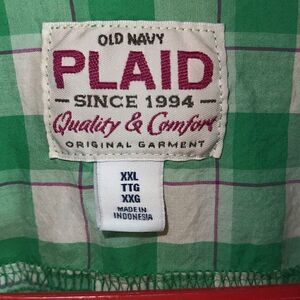 OLD NAVY
PLAID
SINCE 1994
Quality & Comfort
ORIGINAL GARMENT
XXL
TTG
XXG
MADE IN
INDONESIA